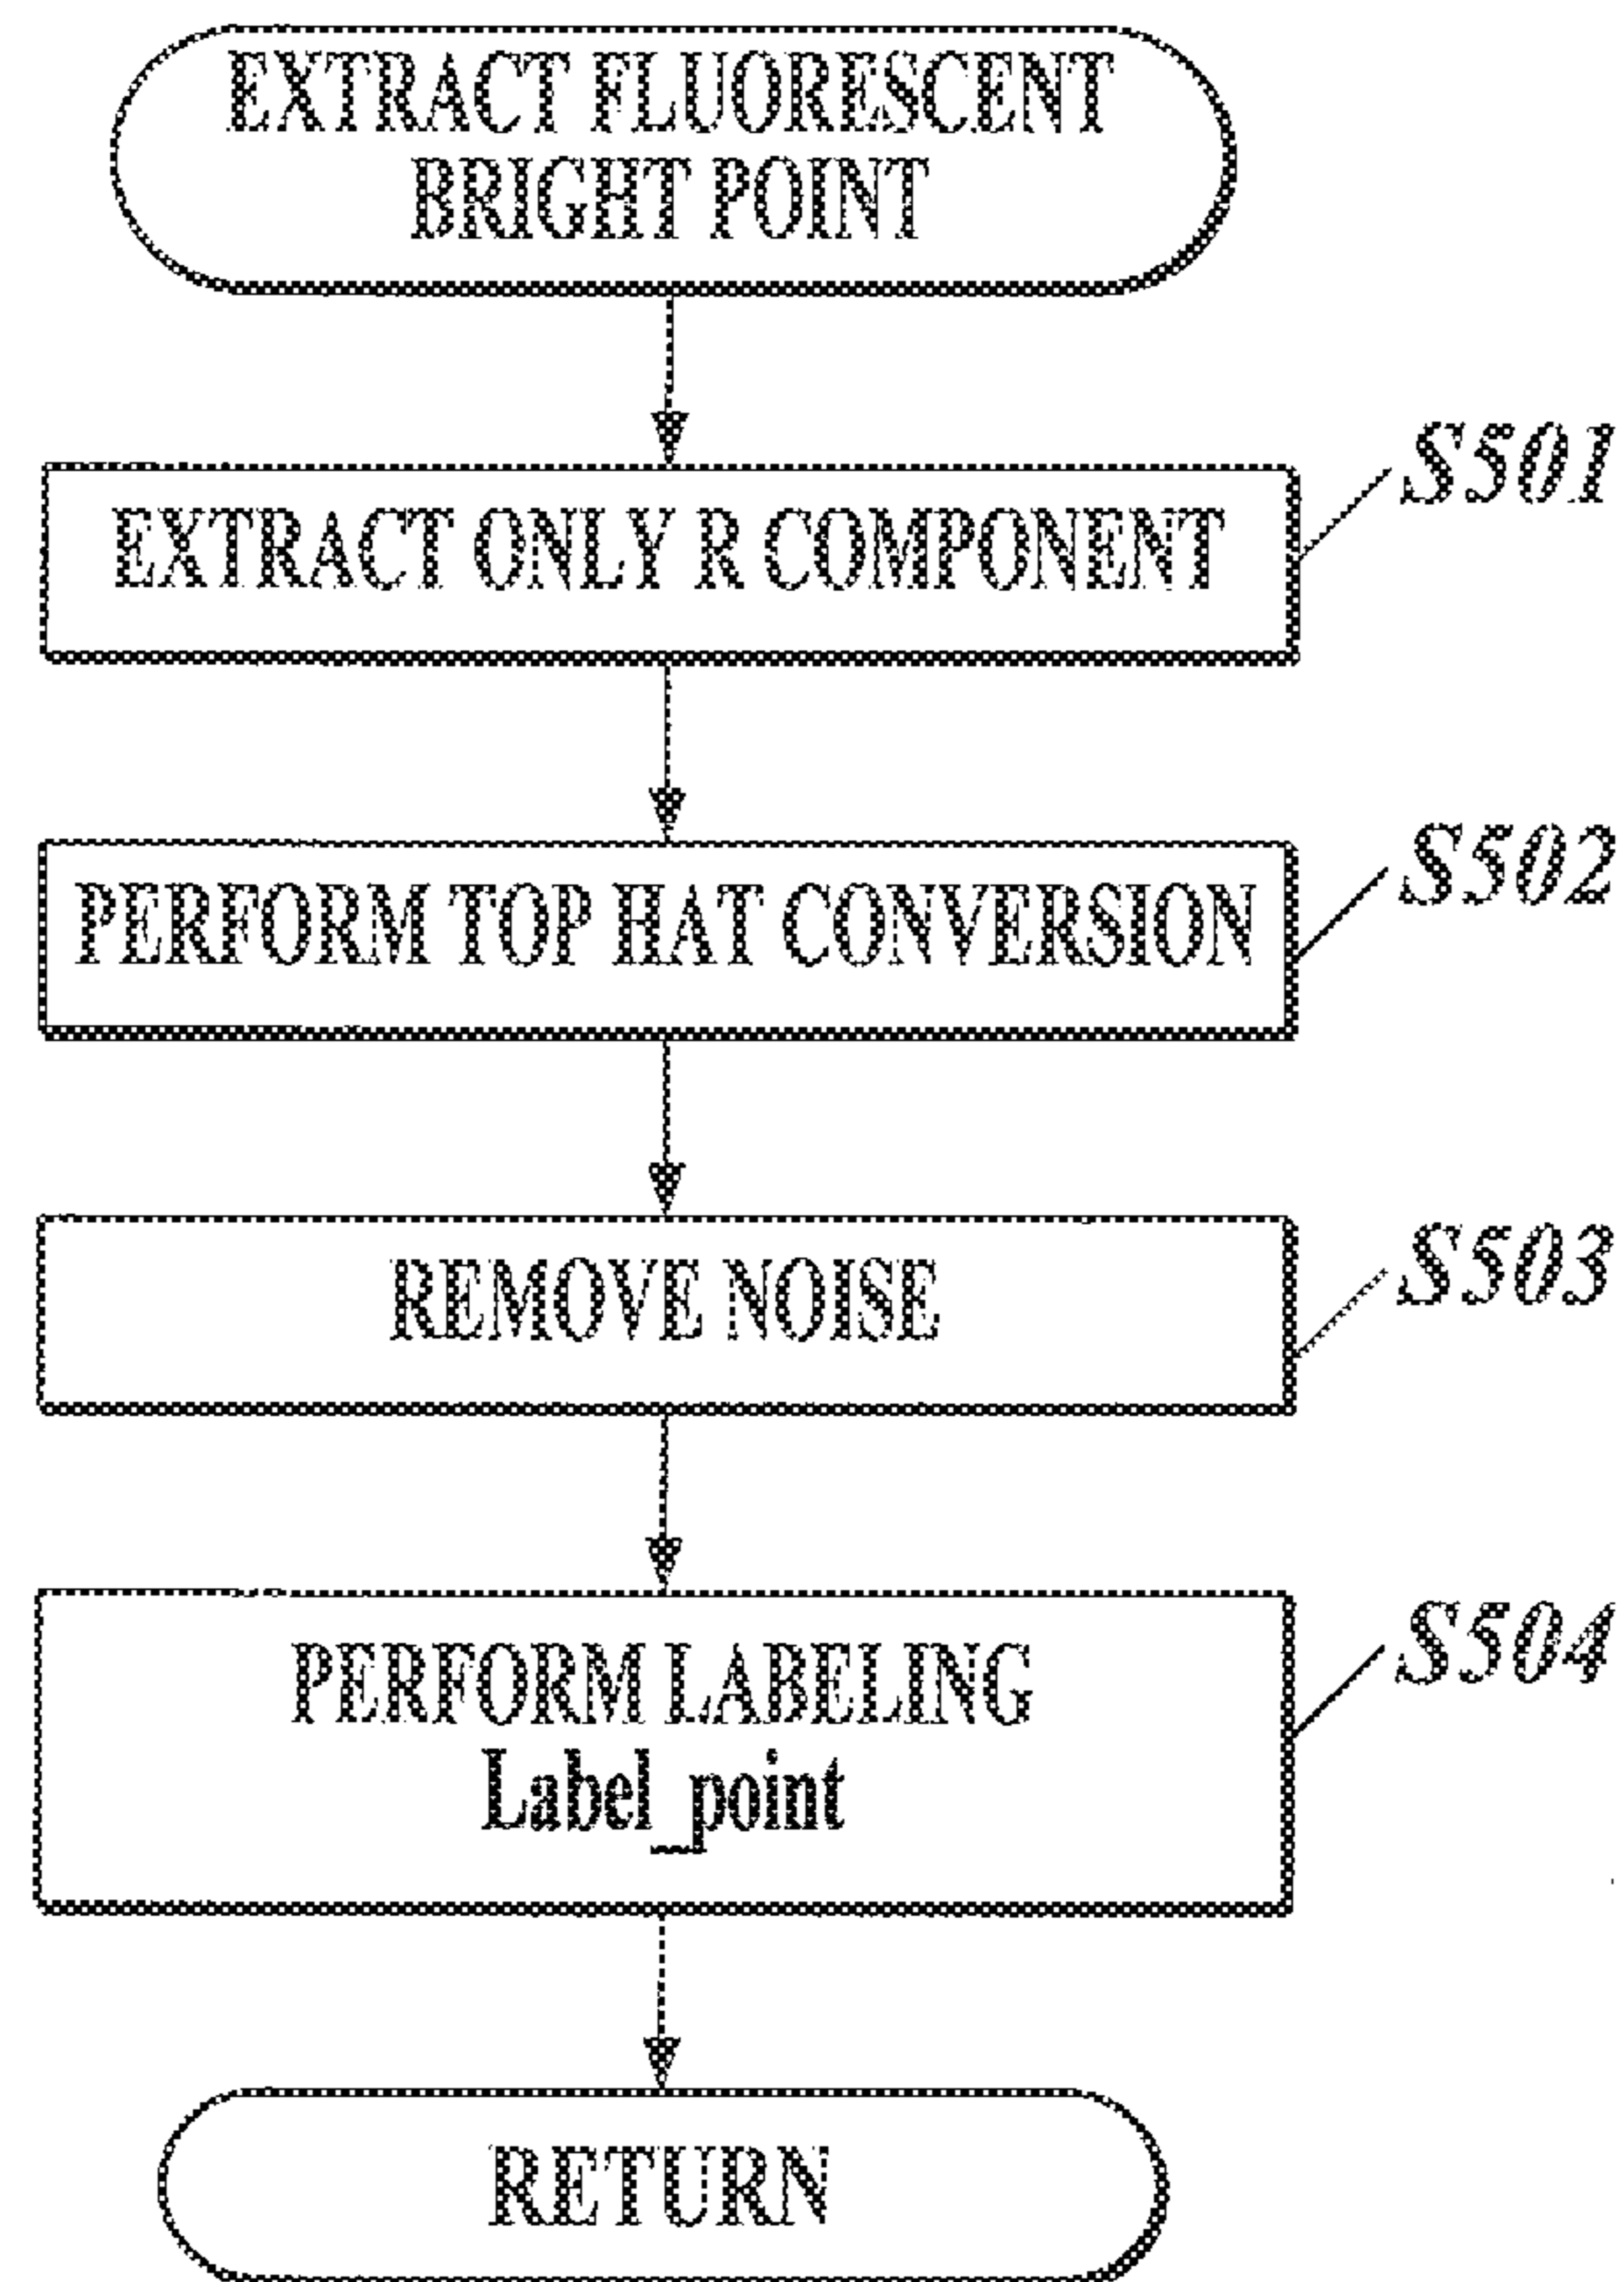 EXTRACT FLUORESCENT
BRIGHT POINT
S501
EXTRACT ONLY R COMPONENT
S502
PERFORM TOP HAT CONVERSION
S503
REMOVE NOISE
S504
PERFORM LABELING
Label_point
RETURN